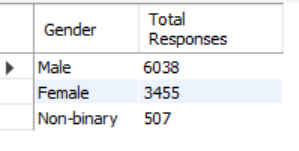 Gender Total Responses
Male 6038
Female 3455
Non-binary 507